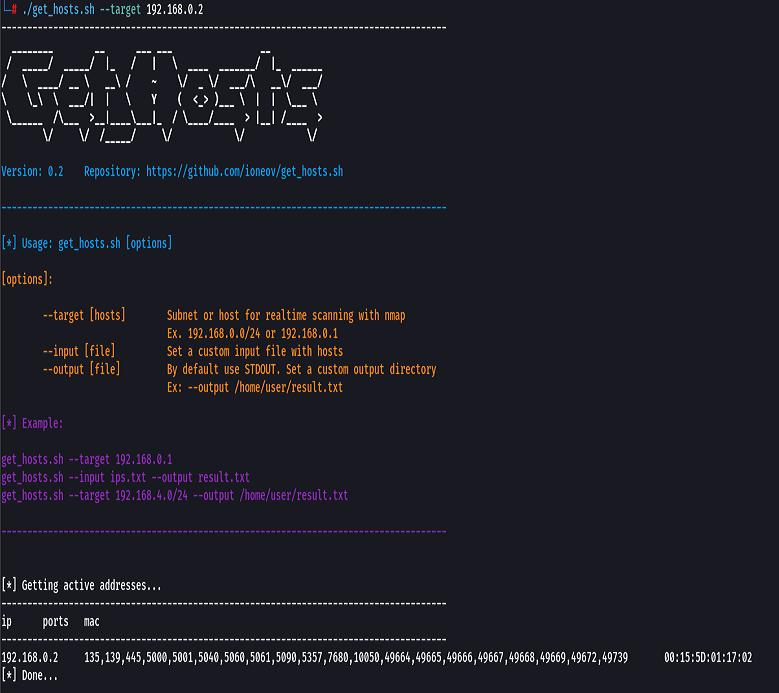 └─# ./get_hosts.sh --target 192.168.0.2
--------------------------------------------------------------------------------------
GetHosts
Version: 0.2    Repository: https://github.com/ioneov/get_hosts.sh
--------------------------------------------------------------------------------------
[*] Usage: get_hosts.sh [options]
[options]:
--target [hosts]        Subnet or host for realtime scanning with nmap
Ex. 192.168.0.0/24 or 192.168.0.1
--input [file]          Set a custom input file with hosts
--output [file]         By default use STDOUT. Set a custom output directory
Ex: --output /home/user/result.txt
[*] Example:
get_hosts.sh --target 192.168.0.1
get_hosts.sh --input ips.txt --output result.txt
get_hosts.sh --target 192.168.4.0/24 --output /home/user/result.txt
--------------------------------------------------------------------------------------
[*] Getting active addresses...
--------------------------------------------------------------------------------------
ip      ports   mac
--------------------------------------------------------------------------------------
192.168.0.2     135,139,445,5000,5001,5040,5060,5061,5090,5357,7680,10050,49664,49665,49666,49667,49668,49669,49672,49739       00:15:5D:01:17:02
[*] Done...